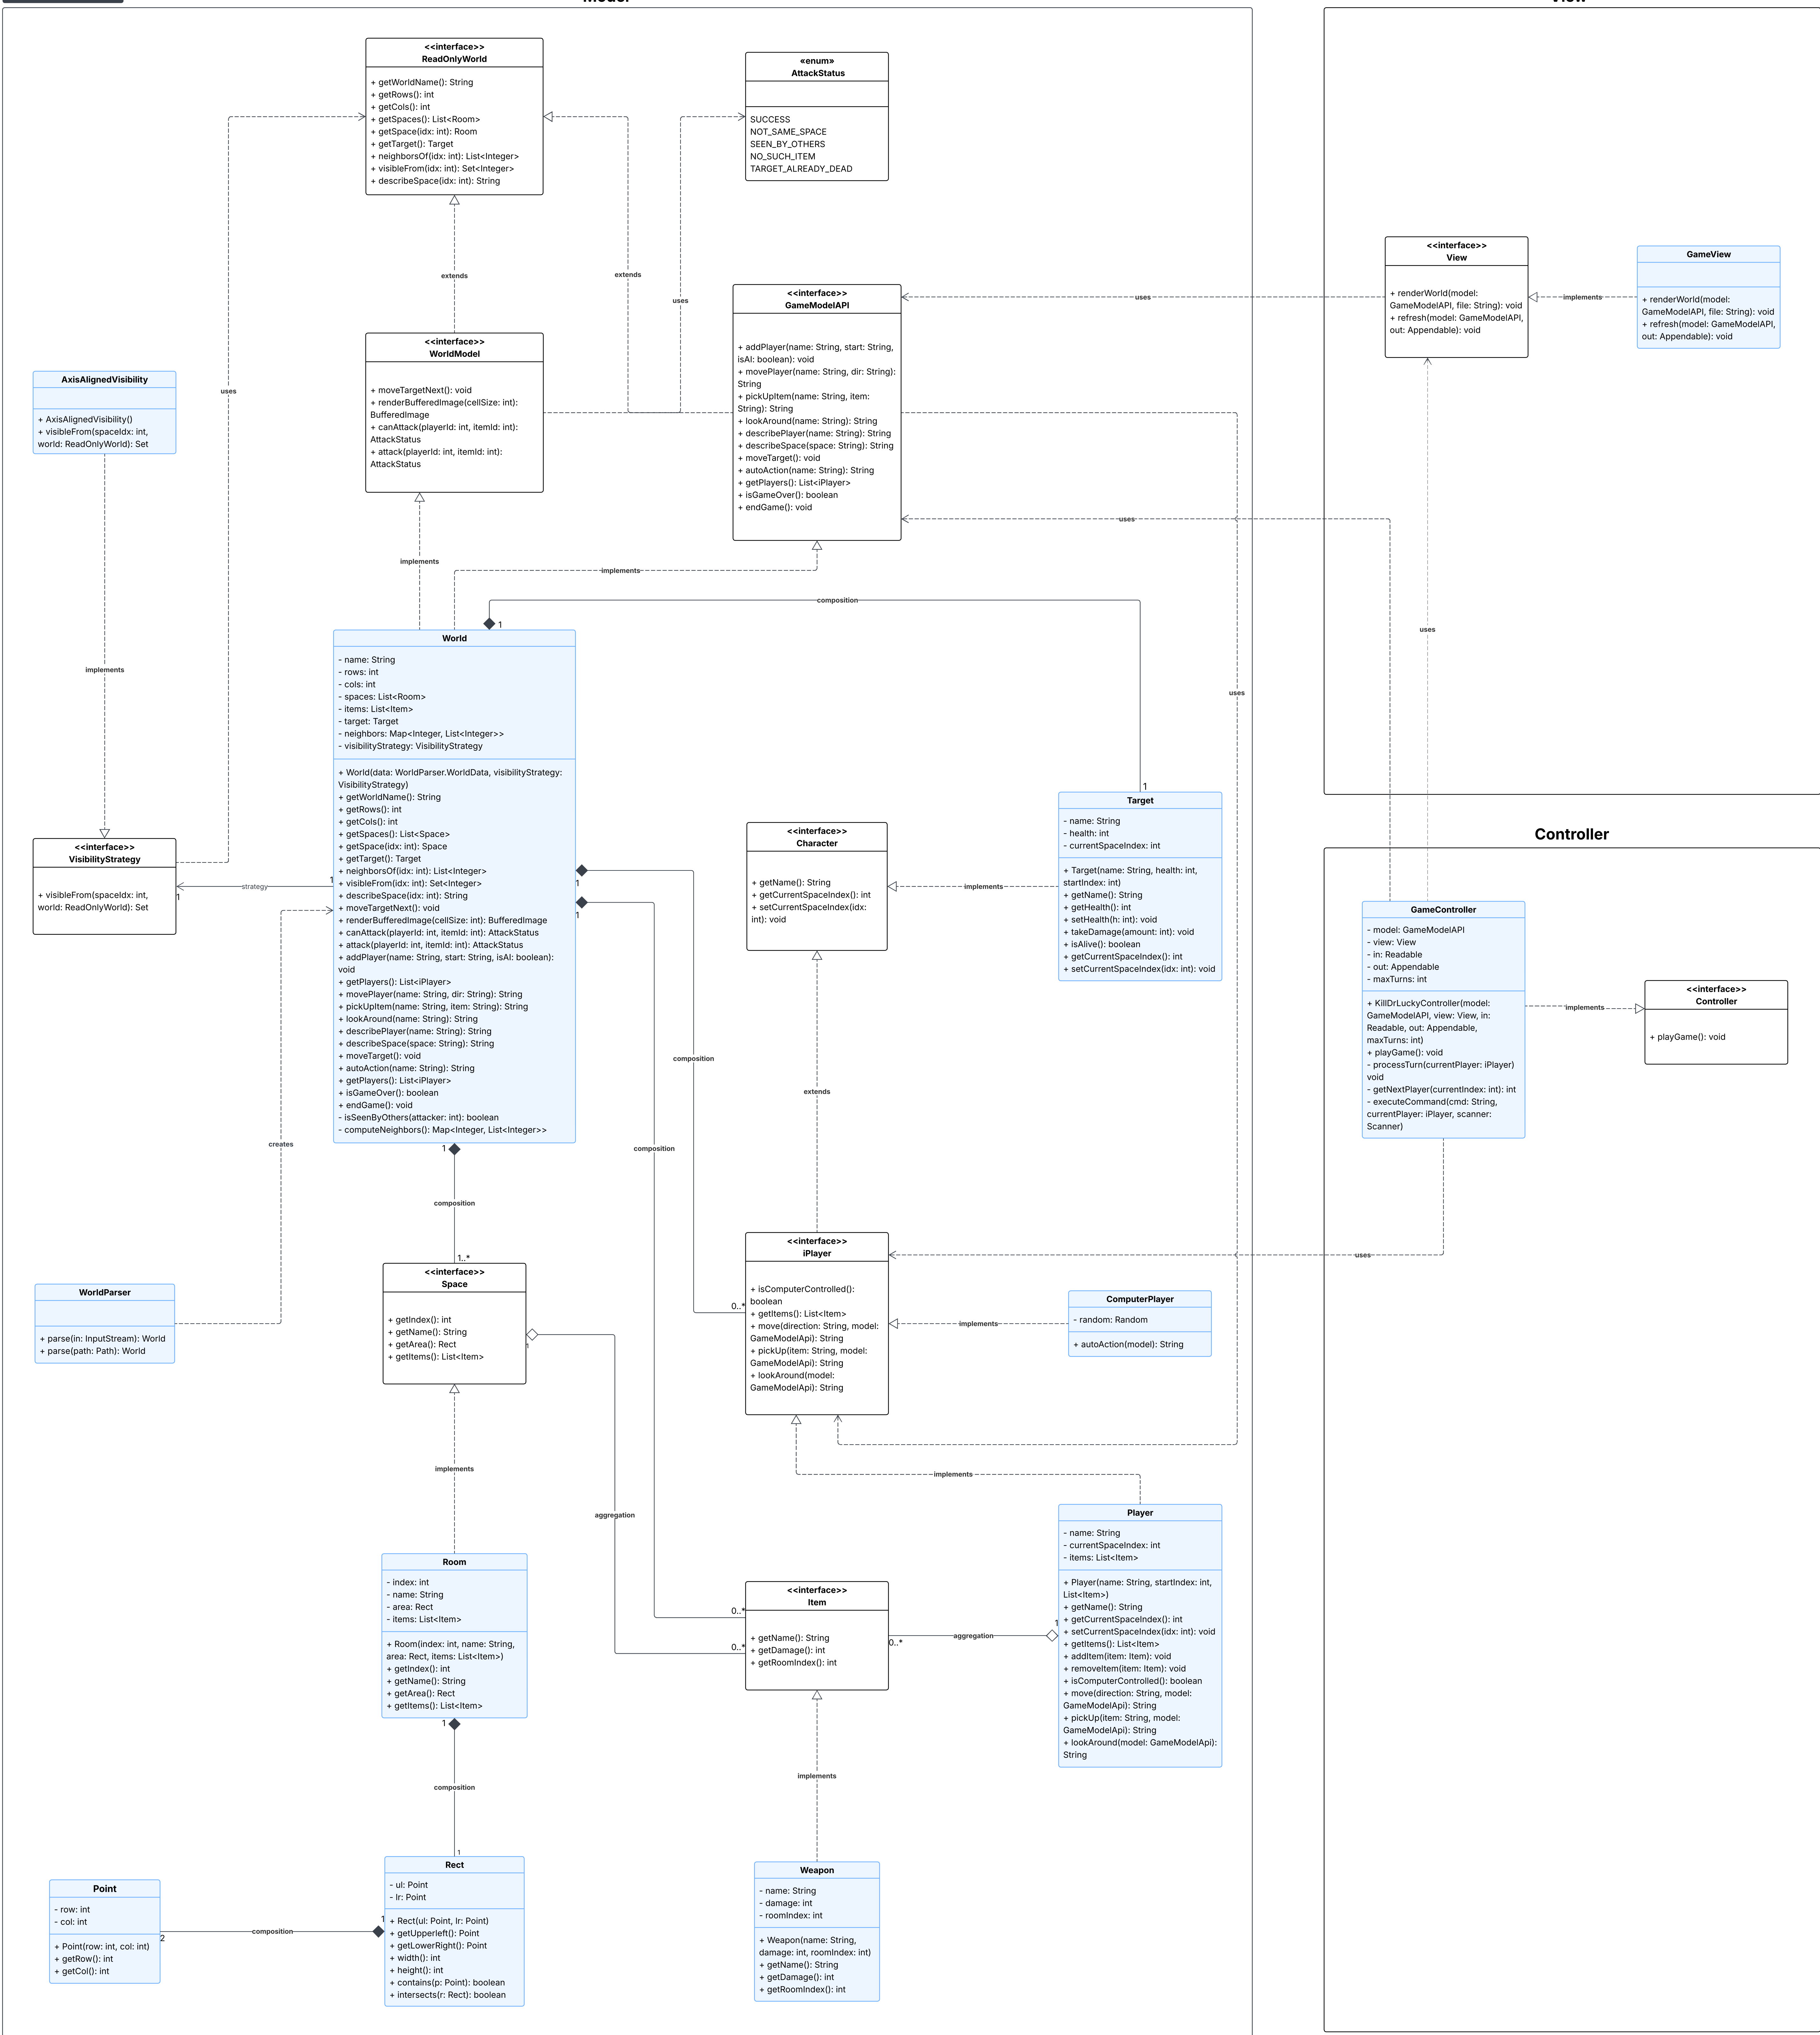 <<interface>>
ReadOnlyWorld
+ getWorldName(): String
+ getRows(): int
+ getCols(): int
+ getSpaces(): List<Room>
+ getSpace(idx: int): Room
+ getTarget(): Target
+ neighborsOf(idx: int): List<Integer>
+ visibleFrom(idx: int): Set<Integer>
+ describeSpace(idx: int): String
«enum»
AttackStatus
SUCCESS
NOT_SAME_SPACE
SEEN_BY_OTHERS
NO_SUCH_ITEM
TARGET_ALREADY_DEAD
extends
extends
uses
uses
<<interface>>
WorldModel
+ moveTargetNext(): void
+ renderBufferedImage(cellSize: int):
BufferedImage
+ canAttack(playerId: int, itemId: int):
AttackStatus
+ attack(playerId: int, itemId: int):
AttackStatus
<<interface>>
GameModelAPI
+ addPlayer(name: String, start: String,
isAI: boolean): void
+ movePlayer(name: String, dir: String):
String
+ pickUpItem(name: String, item:
String): String
+ lookAround(name: String): String
+ describePlayer(name: String): String
+ describeSpace(space: String): String
+ moveTarget(): void
+ autoAction(name: String): String
+ getPlayers(): List<iPlayer>
+ isGameOver(): boolean
+ endGame(): void
uses
<<interface>>
View
+ renderWorld(model:
GameModelAPI, file: String): void
+ refresh(model: GameModelAPI,
out: Appendable): void
implements
GameView
+ renderWorld(model:
GameModelAPI, file: String): void
+ refresh(model: GameModelAPI,
out: Appendable): void
AxisAlignedVisibility
+ AxisAlignedVisibility()
+ visibleFrom(spaceIdx: int,
world: ReadOnlyWorld): Set
uses
implements
implements
composition
1
1
implements
uses
uses
World
- name: String
- rows: int
- cols: int
- spaces: List<Room>
- items: List<Item>
- target: Target
- neighbors: Map<Integer, List<Integer>>
- visibilityStrategy: VisibilityStrategy
+ World(data: WorldParser.WorldData, visibilityStrategy:
VisibilityStrategy)
+ getWorldName(): String
+ getRows(): int
+ getCols(): int
+ getSpaces(): List<Space>
+ getSpace(idx: int): Space
+ getTarget(): Target
+ neighborsOf(idx: int): List<Integer>
+ visibleFrom(idx: int): Set<Integer>
+ describeSpace(idx: int): String
+ moveTargetNext(): void
+ renderBufferedImage(cellSize: int): BufferedImage
+ canAttack(playerId: int, itemId: int): AttackStatus
+ attack(playerId: int, itemId: int): AttackStatus
+ addPlayer(name: String, start: String, isAI: boolean):
void
+ getPlayers(): List<iPlayer>
+ movePlayer(name: String, dir: String): String
+ pickUpItem(name: String, item: String): String
+ lookAround(name: String): String
+ describePlayer(name: String): String
+ describeSpace(space: String): String
+ moveTarget(): void
+ autoAction(name: String): String
+ getPlayers(): List<iPlayer>
+ isGameOver(): boolean
+ endGame(): void
- isSeenByOthers(attacker: int): boolean
- computeNeighbors(): Map<Integer, List<Integer>>
<<interface>>
VisibilityStrategy
+ visibleFrom(spaceIdx: int,
world: ReadOnlyWorld): Set
1
strategy
1
1
1
composition
composition
<<interface>>
Character
+ getName(): String
+ getCurrentSpaceIndex(): int
+ setCurrentSpaceIndex(idx:
int): void
implements
Target
- name: String
- health: int
- currentSpaceIndex: int
+ Target(name: String, health: int,
startIndex: int)
+ getName(): String
+ getHealth(): int
+ setHealth(h: int): void
+ takeDamage(amount: int): void
+ isAlive(): boolean
+ getCurrentSpaceIndex(): int
+ setCurrentSpaceIndex(idx: int): void
extends
Controller
GameController
- model: GameModelAPI
- view: View
- in: Readable
- out: Appendable
- maxTurns: int
+ KillDrLuckyController(model:
GameModelAPI, view: View, in:
Readable, out: Appendable,
maxTurns: int)
+ playGame(): void
- processTurn(currentPlayer: iPlayer)
void
- getNextPlayer(currentIndex: int): int
- executeCommand(cmd: String,
currentPlayer: iPlayer, scanner:
Scanner)
implements
<<interface>>
Controller
+ playGame(): void
uses
creates
1
composition
1..*
WorldParser
+ parse(in: InputStream): World
+ parse(path: Path): World
<<interface>>
Space
+ getIndex(): int
+ getName(): String
+ getArea(): Rect
+ getItems(): List<Item>
1
0..*
<<interface>>
iPlayer
+ isComputerControlled():
boolean
+ getItems(): List<Item>
+ move(direction: String, model:
GameModelApi): String
+ pickUp(item: String, model:
GameModelApi): String
+ lookAround(model:
GameModelApi): String
implements
ComputerPlayer
- random: Random
+ autoAction(model): String
implements
implements
aggregation
Room
- index: int
- name: String
- area: Rect
- items: List<Item>
+ Room(index: int, name: String,
area: Rect, items: List<Item>)
+ getIndex(): int
+ getName(): String
+ getArea(): Rect
+ getItems(): List<Item>
0..*
0..*
<<interface>>
Item
+ getName(): String
+ getDamage(): int
+ getRoomIndex(): int
0..*
aggregation
1
Player
- name: String
- currentSpaceIndex: int
- items: List<Item>
+ Player(name: String, startIndex: int,
List<Item>)
+ getName(): String
+ getCurrentSpaceIndex(): int
+ setCurrentSpaceIndex(idx: int): void
+ getItems(): List<Item>
+ addItem(item: Item): void
+ removeItem(item: Item): void
+ isComputerControlled(): boolean
+ move(direction: String, model:
GameModelApi): String
+ pickUp(item: String, model:
GameModelApi): String
+ lookAround(model: GameModelApi):
String
1
composition
1
implements
Point
- row: int
- col: int
+ Point(row: int, col: int)
+ getRow(): int
+ getCol(): int
2
composition
1
Rect
- ul: Point
- lr: Point
+ Rect(ul: Point, lr: Point)
+ getUpperleft(): Point
+ getLowerRight(): Point
+ width(): int
+ height(): int
+ contains(p: Point): boolean
+ intersects(r: Rect): boolean
Weapon
- name: String
- damage: int
- roomIndex: int
+ Weapon(name: String,
damage: int, roomIndex: int)
+ getName(): String
+ getDamage(): int
+ getRoomIndex(): int